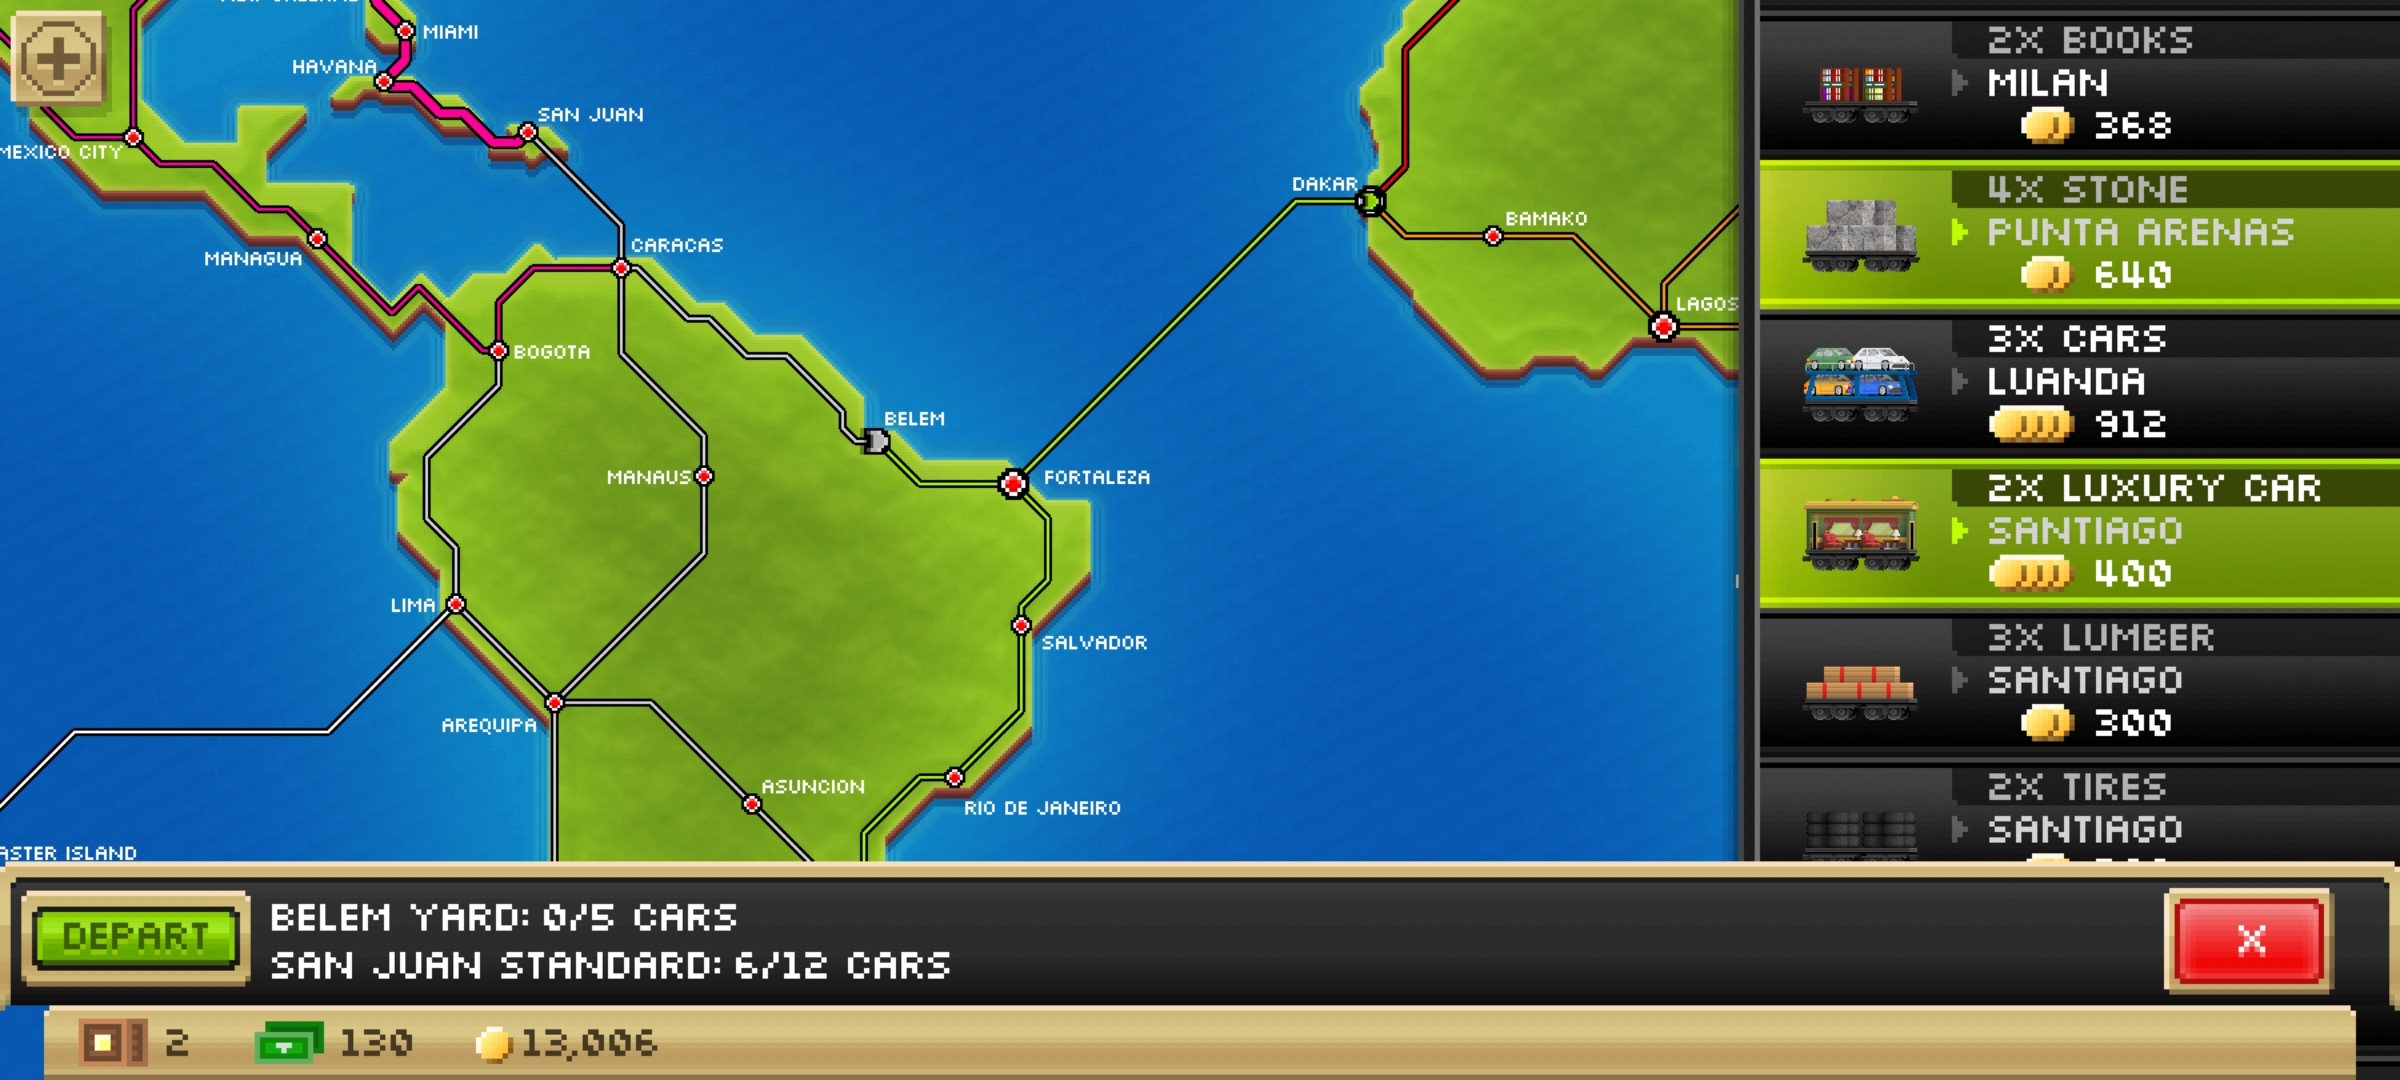 MIAMI
HAVANA
SAN JUAN
MEXICO CITY
MANAGUA
CARACAS
BOGOTA
DAKAR
BAMAKO
LAGOS
BELEM
MANAUS
FORTALEZA
LIMA
SALVADOR
AREQUIPA
ASUNCION
RIO DE JANEIRO
ASTER ISLAND
2X BOOKS
MILAN
368
4X STONE
PUNTA ARENAS
640
3X CARS
LUANDA
912
2X LUXURY CAR
SANTIAGO
400
3X LUMBER
SANTIAGO
300
2X TIRES
SANTIAGO
DEPART
BELEM YARD: 0/5 CARS
SAN JUAN STANDARD: 6/12 CARS
X
2
130
13,006